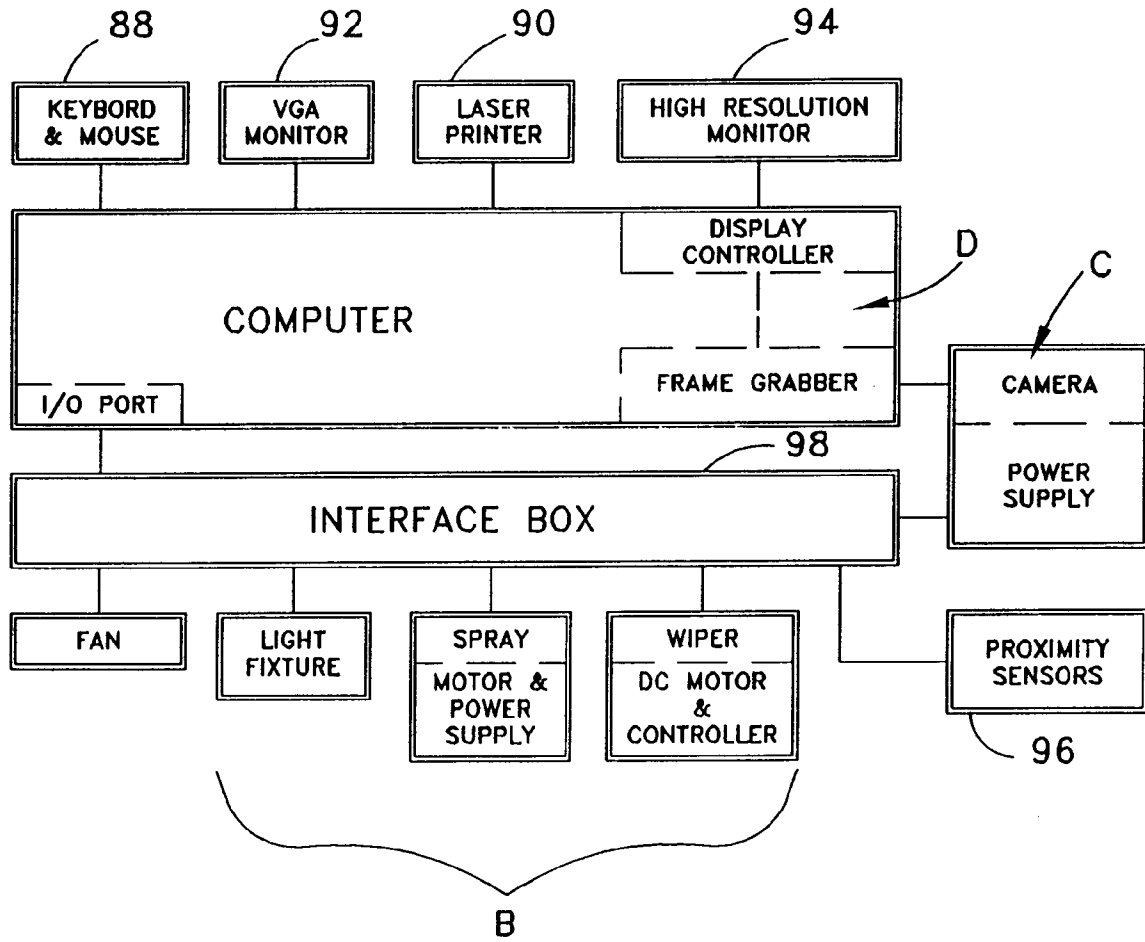 88
92
90
94
KEYBORD
& MOUSE
VGA
MONITOR
LASER
PRINTER
HIGH RESOLUTION
MONITOR
DISPLAY
CONTROLLER
D
C
COMPUTER
I/O PORT
FRAME GRABBER
CAMERA
POWER
SUPPLY
98
INTERFACE BOX
FAN
LIGHT
FIXTURE
SPRAY
MOTOR &
POWER
SUPPLY
WIPER
DC MOTOR
&
CONTROLLER
PROXIMITY
SENSORS
96
B